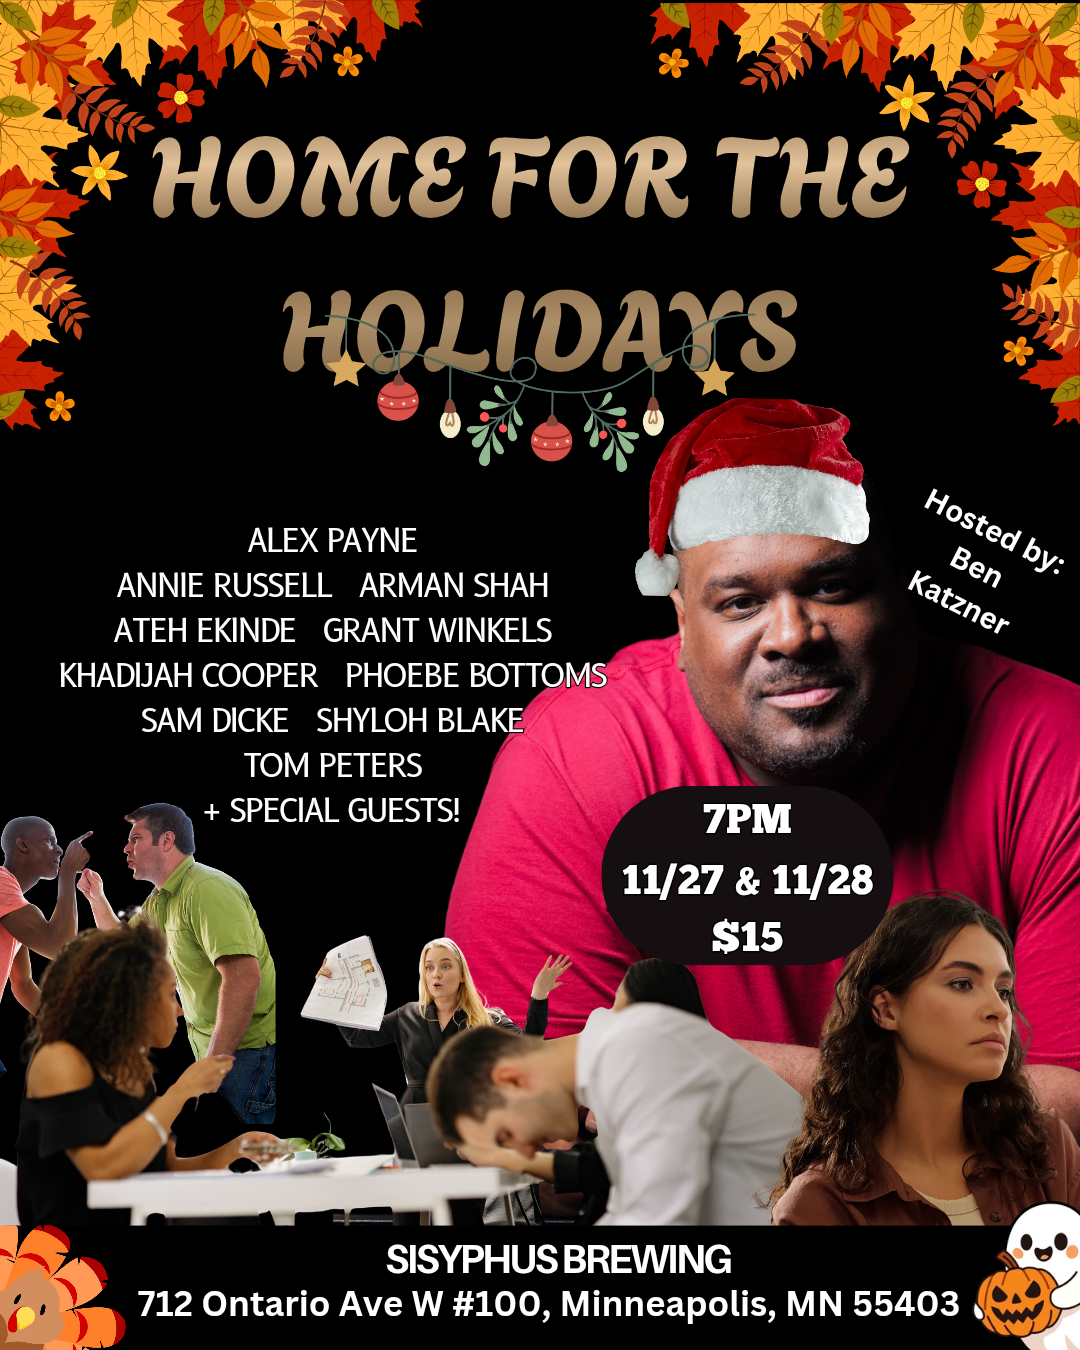 HOME FOR THE
HOLIDAYS
Hosted by:
Ben
Katzner
ALEX PAYNE
ANNIE RUSSELL ARMAN SHAH
ATEH EKINDE GRANT WINKELS
KHADIJAH COOPER PHOEBE BOTTOMS
SAM DICKE SHYLOH BLAKE
TOM PETERS
+ SPECIAL GUESTS!
7PM
11/27 & 11/28
$15
SISYPHUS BREWING
712 Ontario Ave W #100, Minneapolis, MN 55403